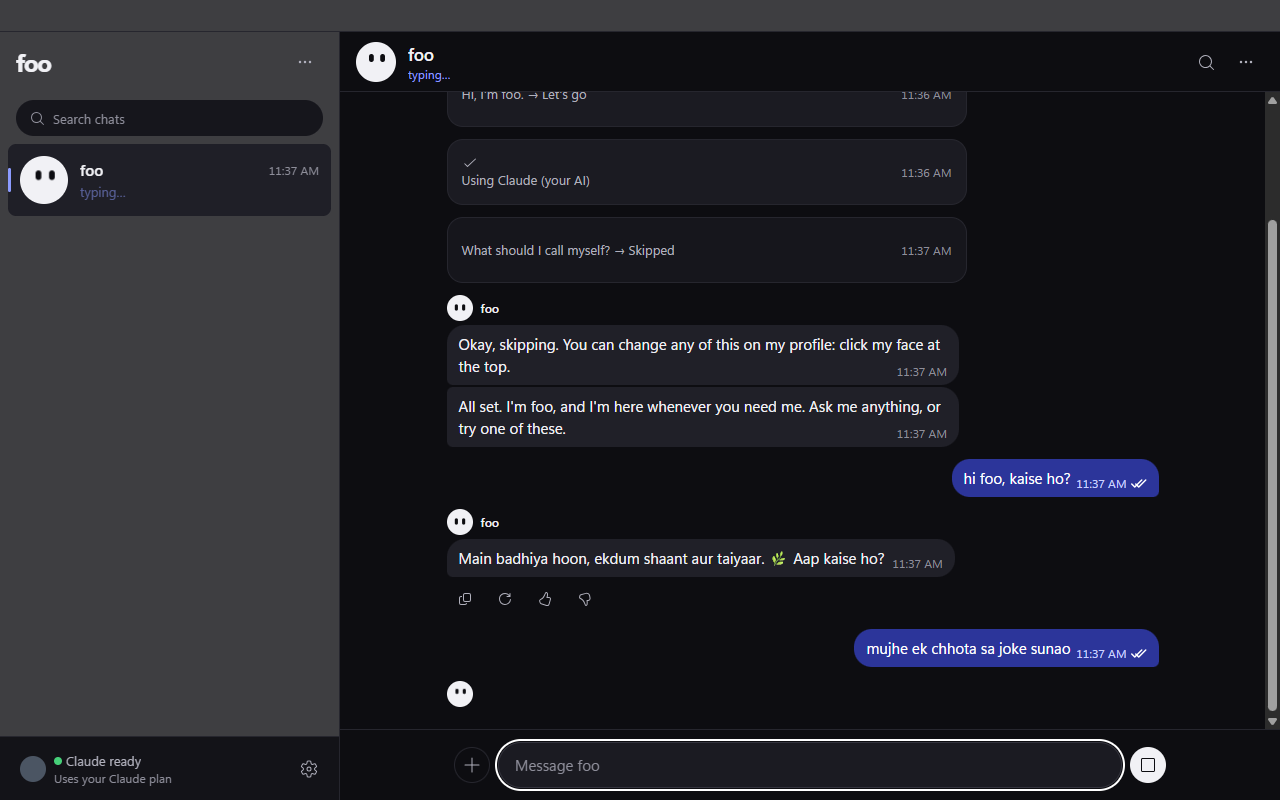 foo
Search chats
foo
11:37 AM
typing...
Claude ready
Uses your Claude plan
foo
typing...
Hi, I'm foo. → Let's go
11:36 AM
Using Claude (your AI)
11:36 AM
What should I call myself? → Skipped
11:37 AM
foo
Okay, skipping. You can change any of this on my profile: click my face at
the top.
11:37 AM
All set. I'm foo, and I'm here whenever you need me. Ask me anything, or
try one of these.
11:37 AM
hi foo, kaise ho? 11:37 AM
foo
Main badhiya hoon, ekdum shaant aur taiyaar. 🌿 Aap kaise ho? 11:37 AM
mujhe ek chhota sa joke sunao 11:37 AM
Message foo